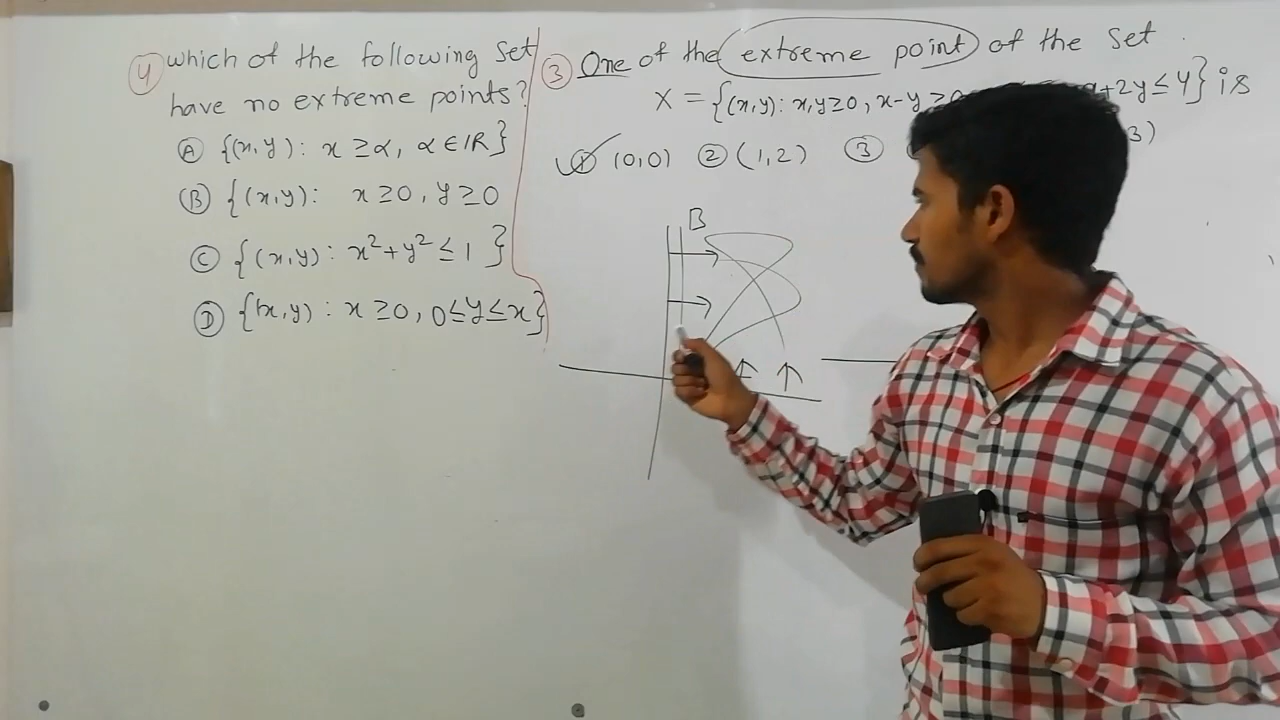 4 which of the following set
have no extreme points?
A {(x,y): x ≥ α, α ∈ IR}
B {(x,y): x ≥ 0, y ≥ 0
C {(x,y): x² + y² ≤ 1 }
D {(x,y): x ≥ 0, 0 ≤ y ≤ x}
3 One of the extreme point of the set.
X = {(x,y): x,y ≥ 0, x-y ≥ +2y ≤ 4} is
1 (0,0) 2 (1,2) 3 3)
B